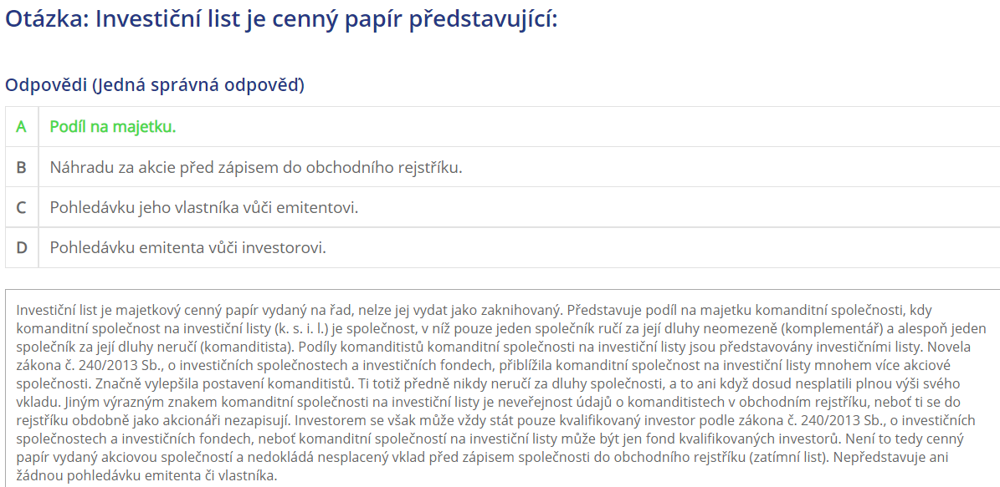 Otázka: Investiční list je cenný papír představující:
Odpovědi (Jedná správná odpověď)
A Podíl na majetku.
B Náhradu za akcie před zápisem do obchodního rejstříku.
C Pohledávku jeho vlastníka vůči emitentovi.
D Pohledávku emitenta vůči investorovi.
Investiční list je majetkový cenný papír vydaný na řad, nelze jej vydat jako zaknihovaný. Představuje podíl na majetku komanditní společnosti, kdy
komanditní společnost na investiční listy (k. s. i. l.) je společnost, v níž pouze jeden společník ručí za její dluhy neomezeně (komplementář) a alespoň jeden
společník za její dluhy neručí (komanditista). Podíly komanditistů komanditní společnosti na investiční listy jsou představovány investičními listy. Novela
zákona č. 240/2013 Sb., o investičních společnostech a investičních fondech, přiblížila komanditní společnost na investiční listy mnohem více akciové
společnosti. Značně vylepšila postavení komanditistů. Ti totiž předně nikdy neručí za dluhy společnosti, a to ani když dosud nesplatili plnou výši svého
vkladu. Jiným výrazným znakem komanditní společnosti na investiční listy je neveřejnost údajů o komanditistech v obchodním rejstříku, neboť ti se do
rejstříku obdobně jako akcionáři nezapisují. Investorem se však může vždy stát pouze kvalifikovaný investor podle zákona č. 240/2013 Sb., o investičních
společnostech a investičních fondech, neboť komanditní společností na investiční listy může být jen fond kvalifikovaných investorů. Není to tedy cenný
papír vydaný akciovou společností a nedokládá nesplacený vklad před zápisem společnosti do obchodního rejstříku (zatímní list). Nepředstavuje ani
žádnou pohledávku emitenta či vlastníka.